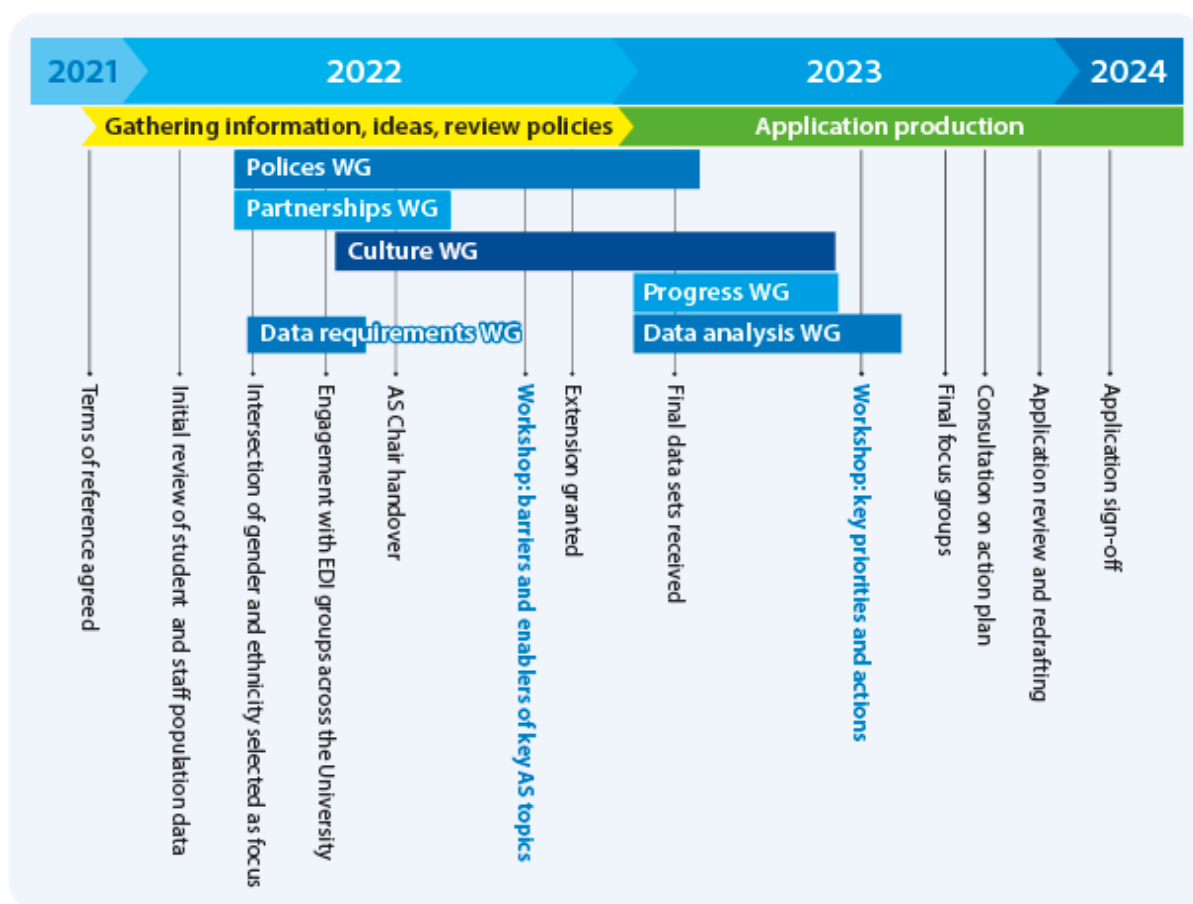 2021
2022
2023
2024
Gathering information, ideas, review policies
Application production
Polices WG
Partnerships WG
Culture WG
Progress WG
Data requirements WG
Data analysis WG
Terms of reference agreed
Initial review of student and staff population data
Intersection of gender and ethnicity selected as focus
Engagement with EDI groups across the University
AS Chair handover
Workshop: barriers and enablers of key AS topics
Extension granted
Final data sets received
Workshop: key priorities and actions
Final focus groups
Consultation on action plan
Application review and redrafting
Application sign-off